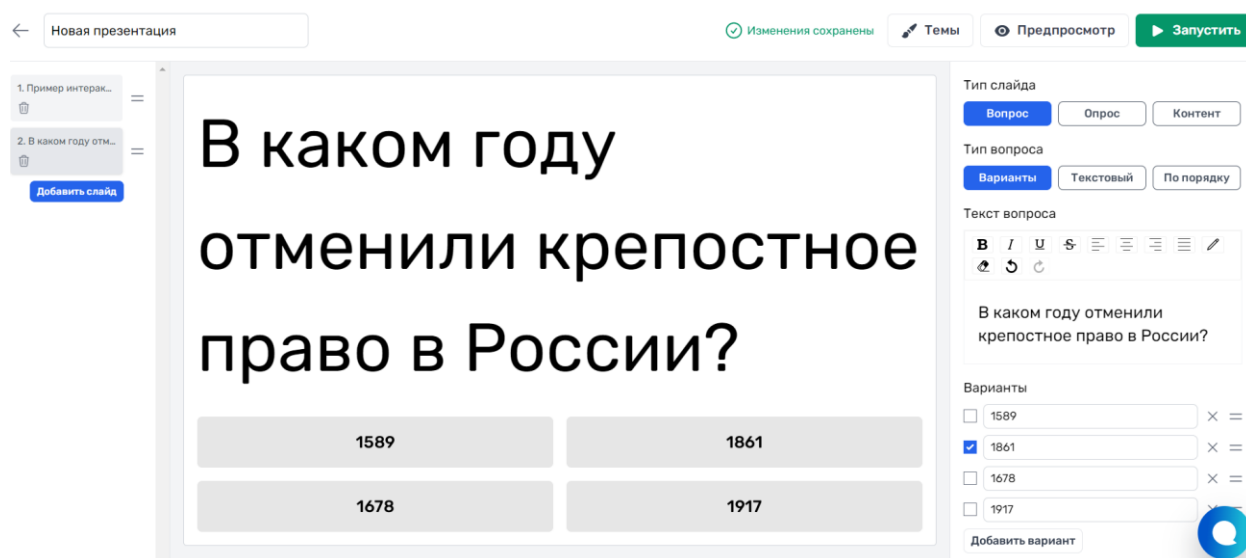 Новая презентация
Изменения сохранены
Темы
Предпросмотр
Запустить
1. Пример интерак...
2. В каком году отм...
Добавить слайд
В каком году
отменили крепостное
право в России?
1589
1861
1678
1917
Тип слайда
Вопрос
Опрос
Контент
Тип вопроса
Варианты
Текстовый
По порядку
Текст вопроса
B I U S
В каком году отменили
крепостное право в России?
Варианты
1589
1861
1678
1917
Добавить вариант